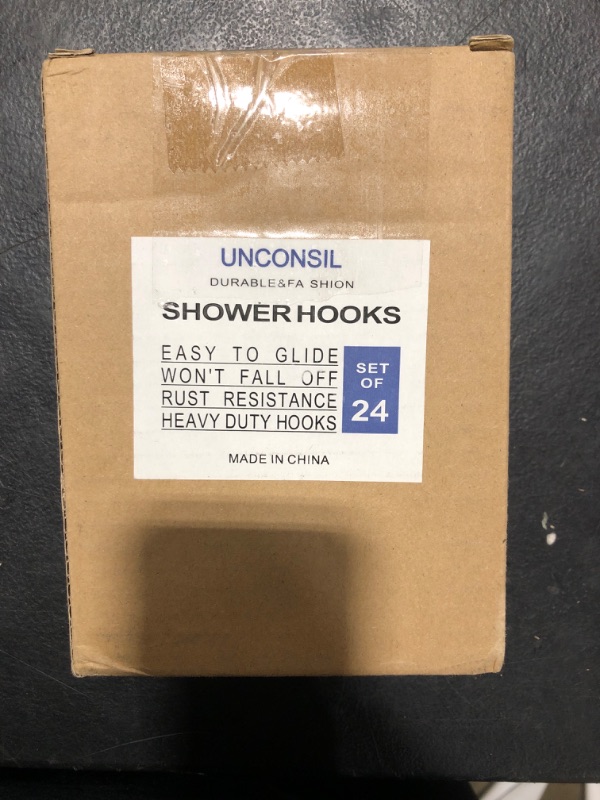 UNCONSIL
DURABLE&FA SHION
SHOWER HOOKS
EASY TO GLIDE
WON'T FALL OFF
RUST RESISTANCE
HEAVY DUTY HOOKS
SET
OF
24
MADE IN CHINA